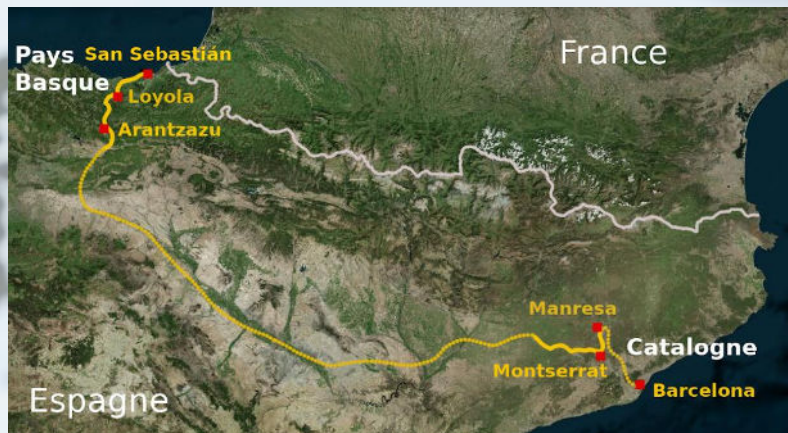 Pays
Basque
San Sebastián
France
Loyola
Arantzazu
Manresa
Catalogne
Montserrat
Barcelona
Espagne